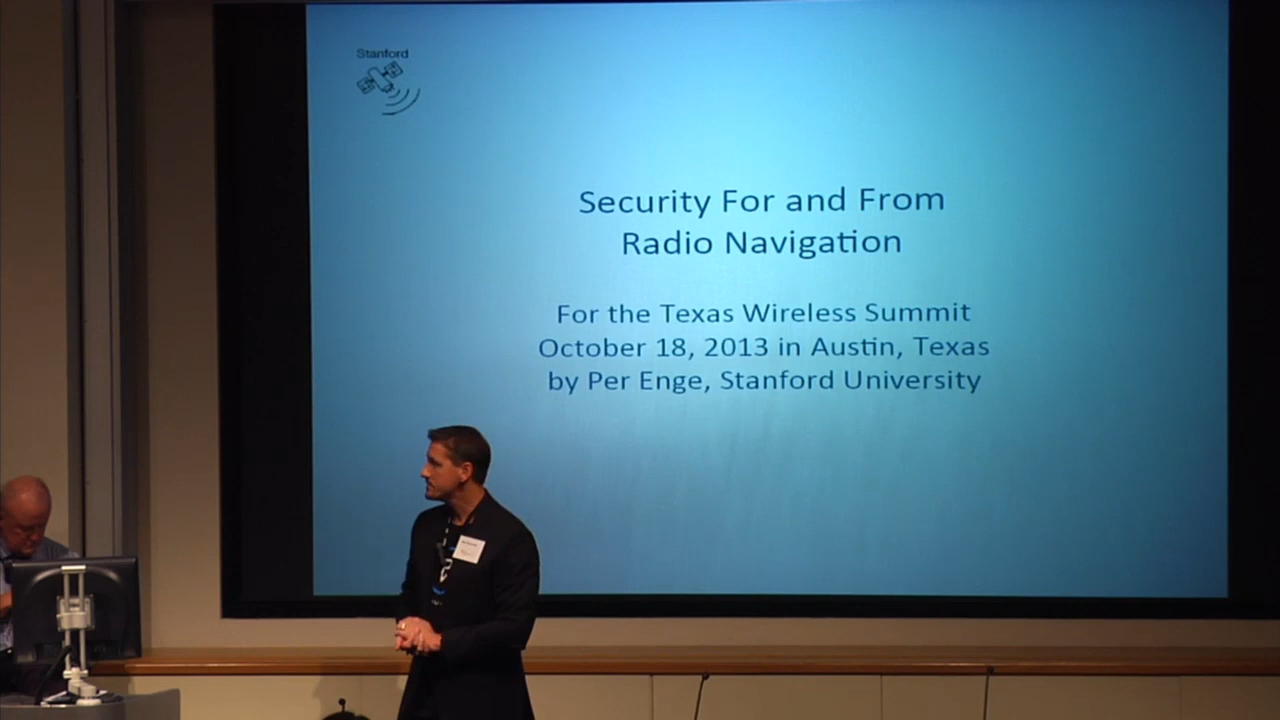 Stanford
Security For and From
Radio Navigation
For the Texas Wireless Summit
October 18, 2013 in Austin, Texas
by Per Enge, Stanford University